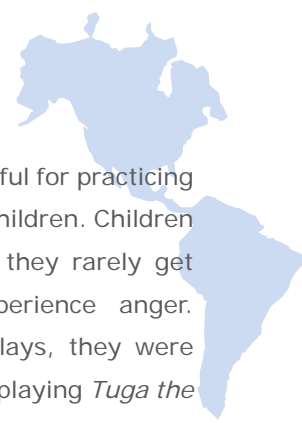 ful for practicing
hildren. Children
they rarely get
perience anger.
lays, they were
playing Tuga the